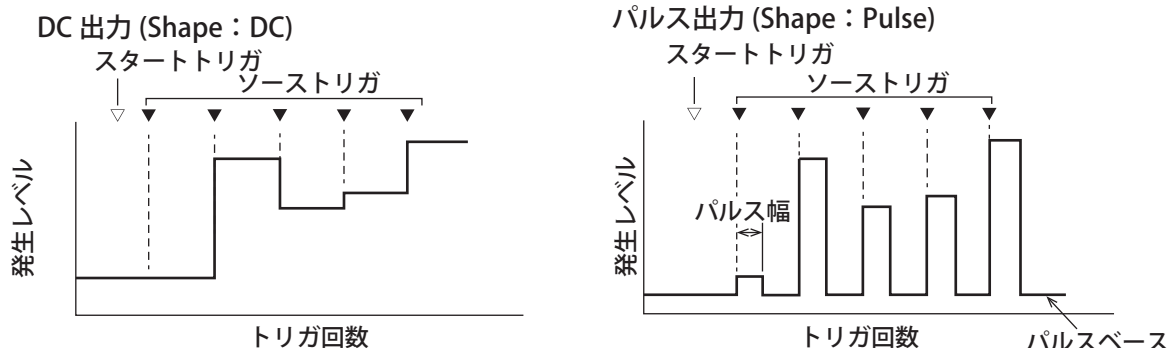 DC 出力 (Shape：DC)
スタートトリガ
ソーストリガ
発生レベル
トリガ回数
パルス出力 (Shape：Pulse)
スタートトリガ
ソーストリガ
パルス幅
発生レベル
トリガ回数
パルスベース